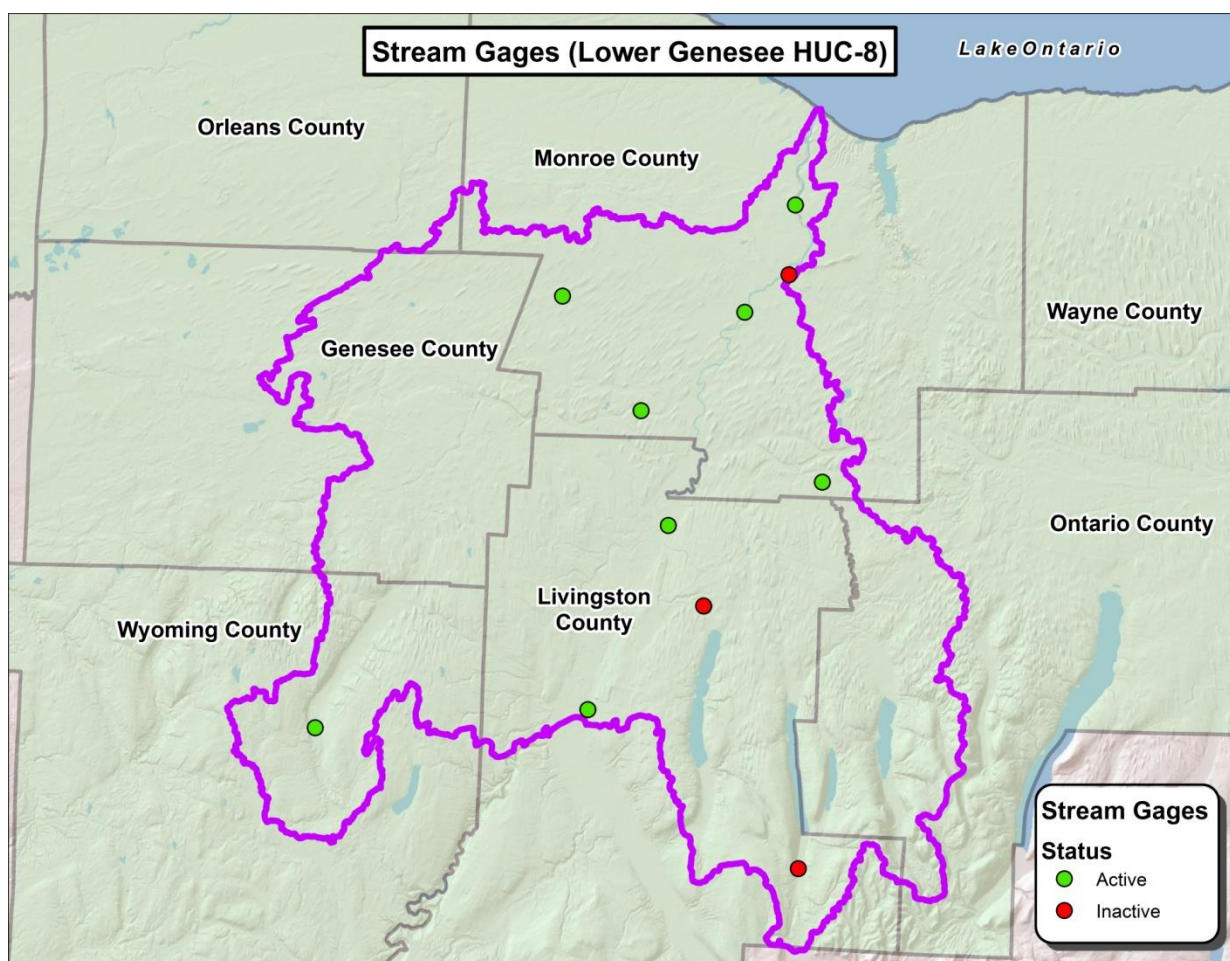 Stream Gages (Lower Genesee HUC-8)
Lake Ontario
Orleans County
Monroe County
Wayne County
Genesee County
Ontario County
Livingston
County
Wyoming County
Stream Gages
Status
Active
Inactive